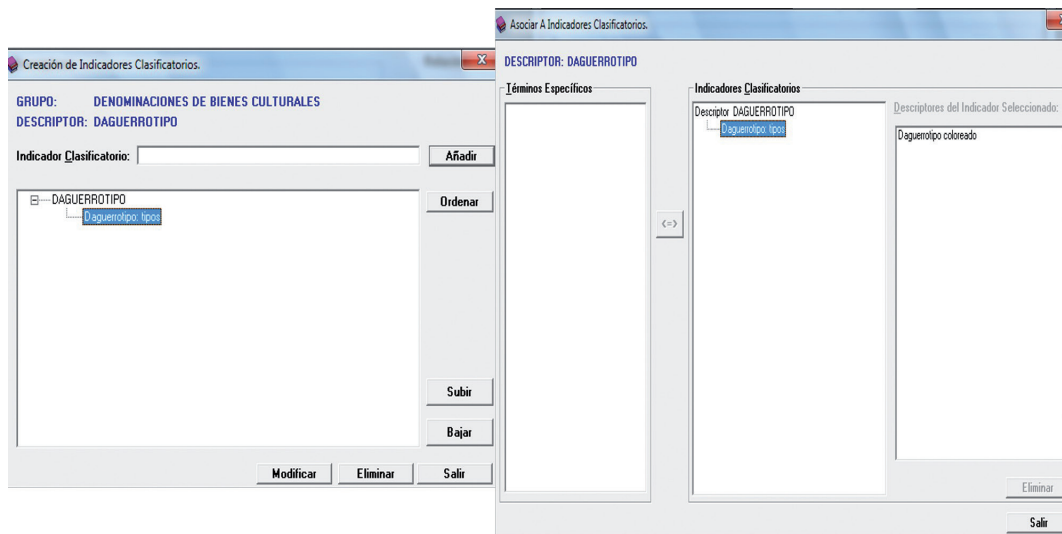 Creación de Indicadores Clasificatorios.
GRUPO: DENOMINACIONES DE BIENES CULTURALES
DESCRIPTOR: DAGUERROTIPO
Indicador Clasificatorio:
Añadir
DAGUERROTIPO
Daguerrotipo: tipos
Ordenar
Subir
Bajar
Modificar Eliminar Salir
Asociar A Indicadores Clasificatorios.
DESCRIPTOR: DAGUERROTIPO
Términos Específicos
<=>
Indicadores Clasificatorios
Descriptor DAGUERROTIPO
Daguerrotipo: tipos
Descriptores del Indicador Seleccionado:
Daguerrotipo coloreado
Eliminar
Salir